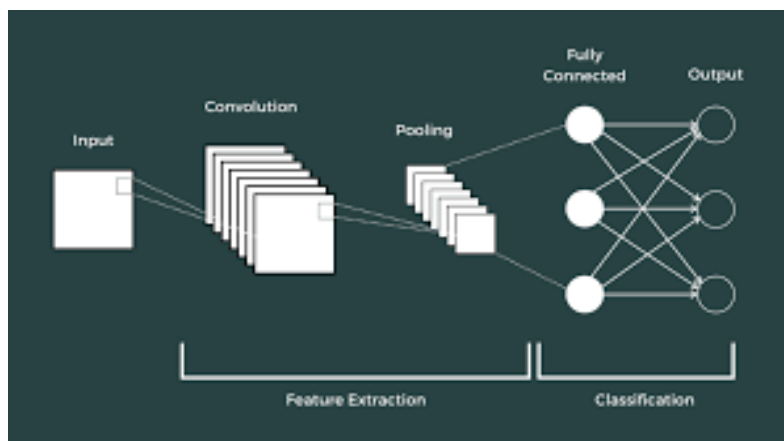 Input
Convolution
Pooling
Fully
Connected
Output
Feature Extraction
Classification